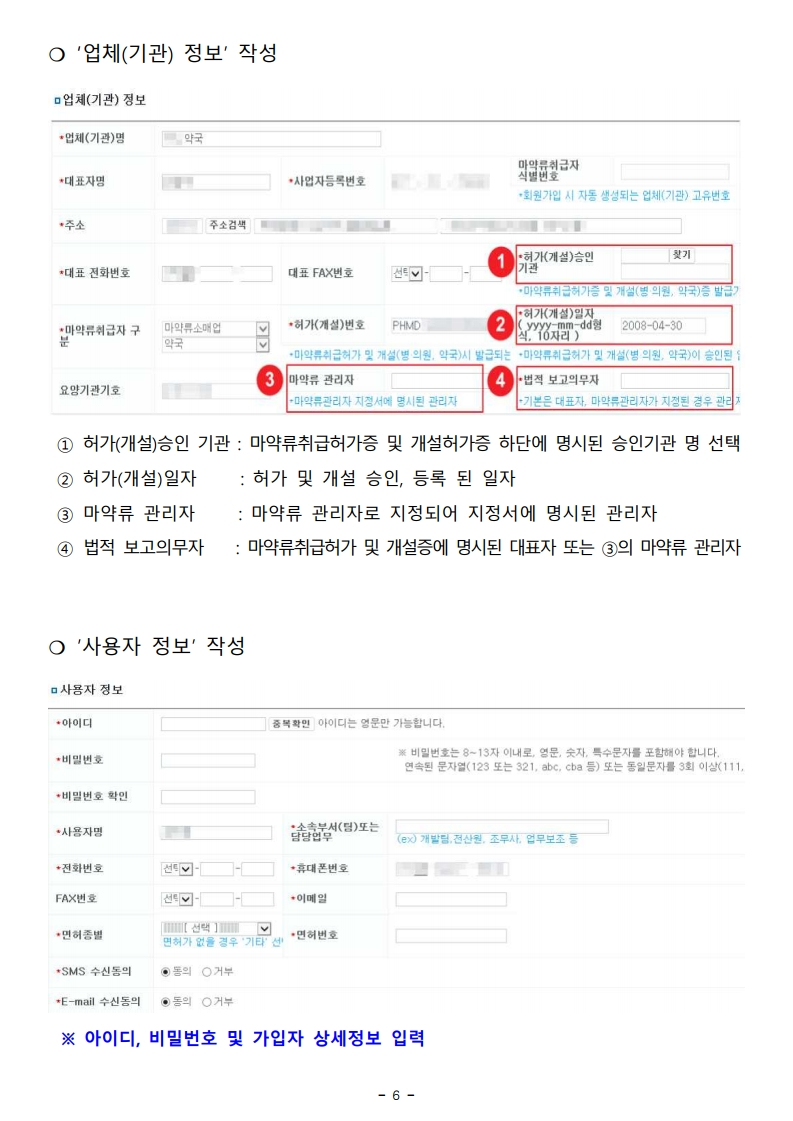 ❍ '업체(기관) 정보' 작성
업체(기관) 정보
*업체(기관)명 약국
*대표자명 *사업자등록번호 마약류취급자 식별번호
*회원가입 시 자동 생성되는 업체(기관) 고유번호
*주소 주소검색
*대표 전화번호 대표 FAX번호 선택 - - 1 *허가(개설)승인 기관 찾기
*마약류취급허가증 및 개설(병 의원, 약국)증 발급기
*마약류취급자 구분 마약류소매업 약국 *허가(개설)번호 PHMD 2 *허가(개설)일자 ( yyyy-mm-dd형식, 10자리 ) 2008-04-30
*마약류취급허가 및 개설(병 의원, 약국)시 발급되는 *마약류취급허가 및 개설(병 의원, 약국)이 승인된
요양기관기호 3 마약류 관리자 4 *법적 보고의무자
*마약류관리자 지정서에 명시된 관리자 *기본은 대표자, 마약류관리자가 지정된 경우 관리자
① 허가(개설)승인 기관 : 마약류취급허가증 및 개설허가증 하단에 명시된 승인기관 명 선택
② 허가(개설)일자 : 허가 및 개설 승인, 등록 된 일자
③ 마약류 관리자 : 마약류 관리자로 지정되어 지정서에 명시된 관리자
④ 법적 보고의무자 : 마약류취급허가 및 개설증에 명시된 대표자 또는 ③의 마약류 관리자
❍ '사용자 정보' 작성
사용자 정보
*아이디 중복확인 아이디는 영문만 가능합니다.
*비밀번호 ※ 비밀번호는 8~13자 이내로, 영문, 숫자, 특수문자를 포함해야 합니다.
연속된 문자열(123 또는 321, abc, cba 등) 또는 동일문자를 3회 이상(111,
*비밀번호 확인
*사용자명 *소속부서(팀)또는 담당업무
(ex) 개발팀,전산원, 조무사, 업무보조 등
*전화번호 선택 - - *휴대폰번호
FAX번호 선택 - - *이메일
*면허종별 [ 선택 ] *면허번호
면허가 없을 경우 '기타' 선
*SMS 수신동의 동의 거부
*E-mail 수신동의 동의 거부
※ 아이디, 비밀번호 및 가입자 상세정보 입력
- 6 -